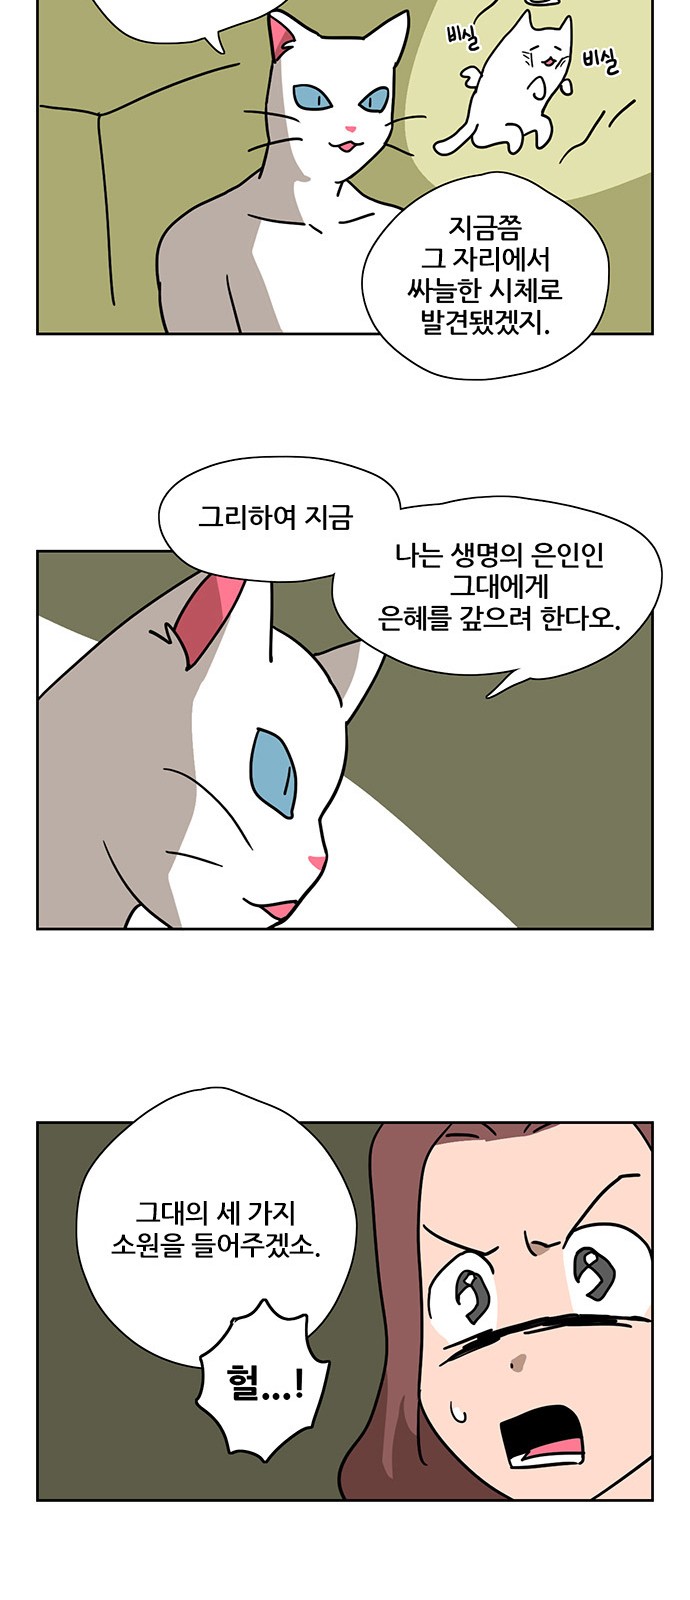 비실
비실
지금쯤
그 자리에서
싸늘한 시체로
발견됐겠지.
그리하여 지금
나는 생명의 은인인
그대에게
은혜를 갚으려 한다오.
그대의 세 가지
소원을 들어주겠소.
헐...!